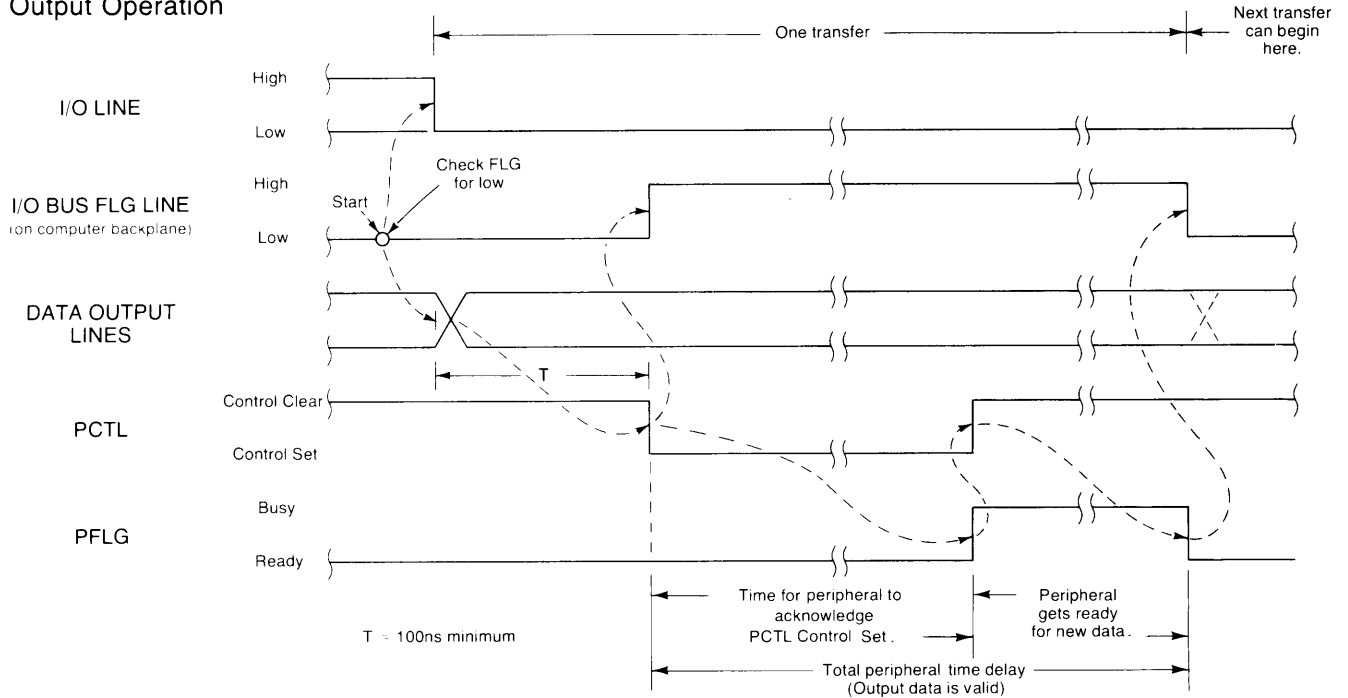 Output Operation
One transfer
Next transfer
can begin
here.
High
I/O LINE
Low
Check FLG
for low
High
Start
I/O BUS FLG LINE
(on computer backplane)
Low
DATA OUTPUT
LINES
T
Control Clear
PCTL
Control Set
Busy
PFLG
Ready
Time for peripheral to
acknowledge
PCTL Control Set.
Peripheral
gets ready
for new data.
T = 100ns minimum
Total peripheral time delay
(Output data is valid)